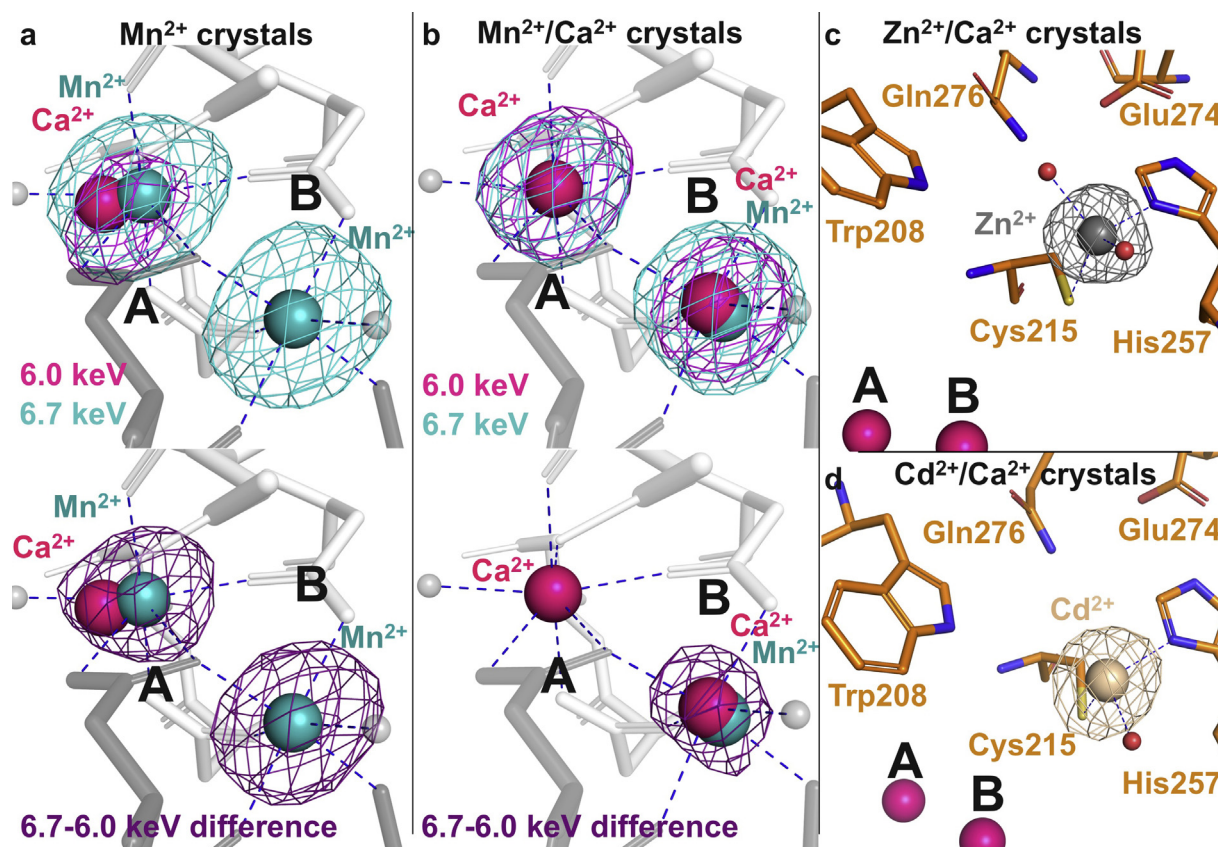 a Mn²⁺ crystals
Mn²⁺
Ca²⁺
B
Mn²⁺
A
6.0 keV
6.7 keV
Mn²⁺
Ca²⁺
B
Mn²⁺
A
6.7-6.0 keV difference
b Mn²⁺/Ca²⁺ crystals
Ca²⁺
B
Ca²⁺
Mn²⁺
A
6.0 keV
6.7 keV
Ca²⁺
B
Ca²⁺
Mn²⁺
A
6.7-6.0 keV difference
c Zn²⁺/Ca²⁺ crystals
Gln276
Glu274
Trp208
Zn²⁺
Cys215
His257
A
B
d Cd²⁺/Ca²⁺ crystals
Gln276
Glu274
Cd²⁺
Trp208
Cys215
His257
A
B